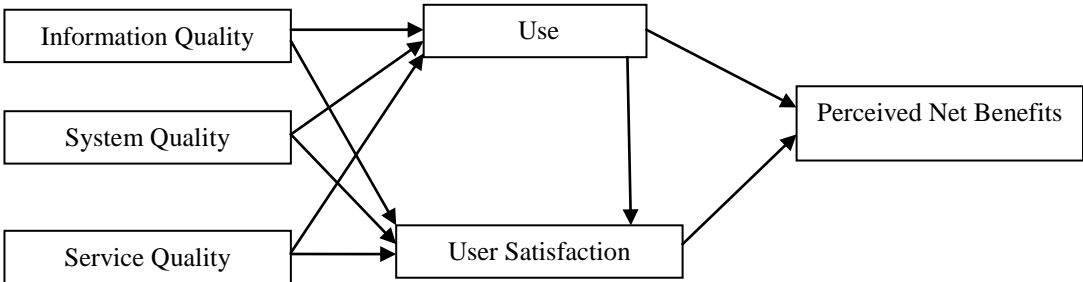 Information Quality
Use
System Quality
Perceived Net Benefits
Service Quality
User Satisfaction